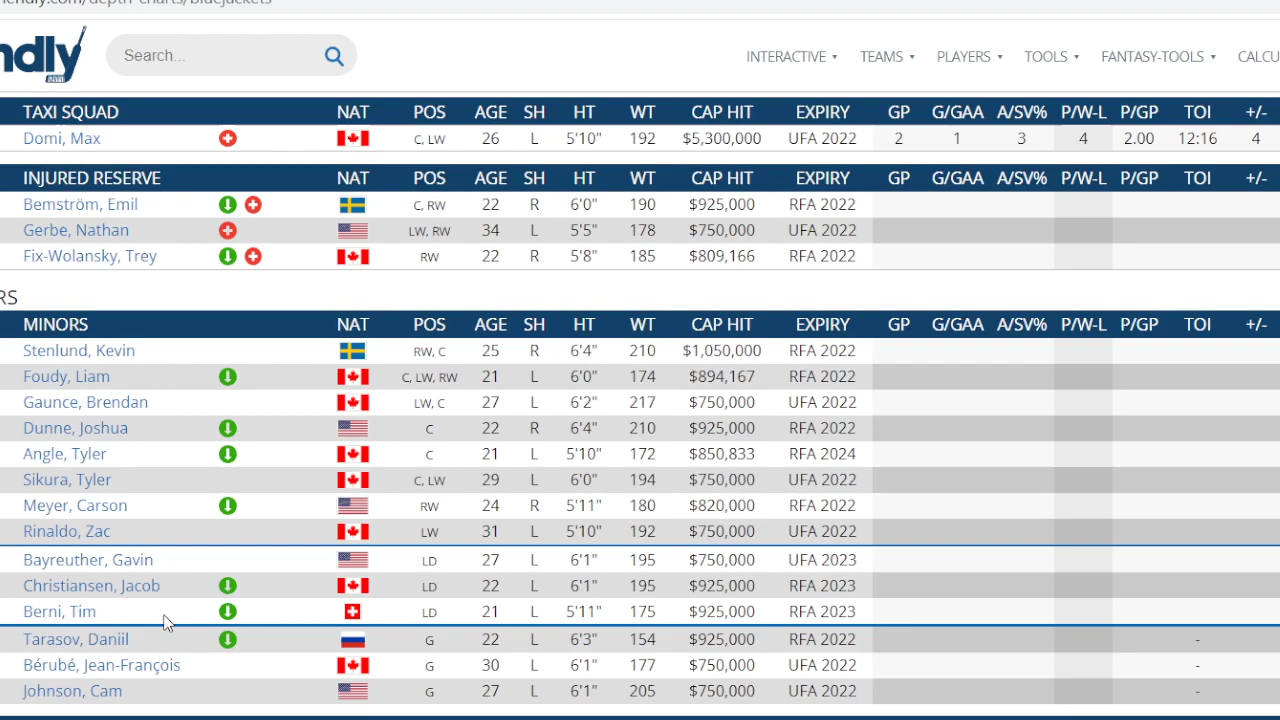 endly.com/depth-charts/bluejackets
ndly
Search...
INTERACTIVE TEAMS PLAYERS TOOLS FANTASY-TOOLS CALCU
TAXI SQUAD NAT POS AGE SH HT WT CAP HIT EXPIRY GP G/GAA A/SV% P/W-L P/GP TOI +/-
Domi, Max C, LW 26 L 5'10" 192 $5,300,000 UFA 2022 2 1 3 4 2.00 12:16 4
INJURED RESERVE NAT POS AGE SH HT WT CAP HIT EXPIRY GP G/GAA A/SV% P/W-L P/GP TOI +/-
Bemström, Emil C, RW 22 R 6'0" 190 $925,000 RFA 2022
Gerbe, Nathan LW, RW 34 L 5'5" 178 $750,000 UFA 2022
Fix-Wolansky, Trey RW 22 R 5'8" 185 $809,166 RFA 2022
RS
MINORS NAT POS AGE SH HT WT CAP HIT EXPIRY GP G/GAA A/SV% P/W-L P/GP TOI +/-
Stenlund, Kevin RW, C 25 R 6'4" 210 $1,050,000 RFA 2022
Foudy, Liam C, LW, RW 21 L 6'0" 174 $894,167 RFA 2022
Gaunce, Brendan LW, C 27 L 6'2" 217 $750,000 RFA 2022
Dunne, Joshua C 22 R 6'4" 210 $925,000 RFA 2022
Angle, Tyler C 21 L 5'10" 172 $850,833 RFA 2024
Sikura, Tyler C, LW 29 L 6'0" 194 $750,000 UFA 2022
Meyer, Carson RW 24 R 5'11" 180 $820,000 RFA 2022
Rinaldo, Zac LW 31 L 5'10" 192 $750,000 UFA 2022
Bayreuther, Gavin LD 27 L 6'1" 195 $750,000 UFA 2023
Christiansen, Jacob LD 22 L 6'1" 195 $925,000 RFA 2023
Berni, Tim LD 21 L 5'11" 175 $925,000 RFA 2023
Tarasov, Daniil G 22 L 6'3" 154 $925,000 RFA 2022 -
Bérubé, Jean-François G 30 L 6'1" 177 $750,000 UFA 2022 -
Johnson, Cam G 27 L 6'1" 205 $750,000 UFA 2022 -